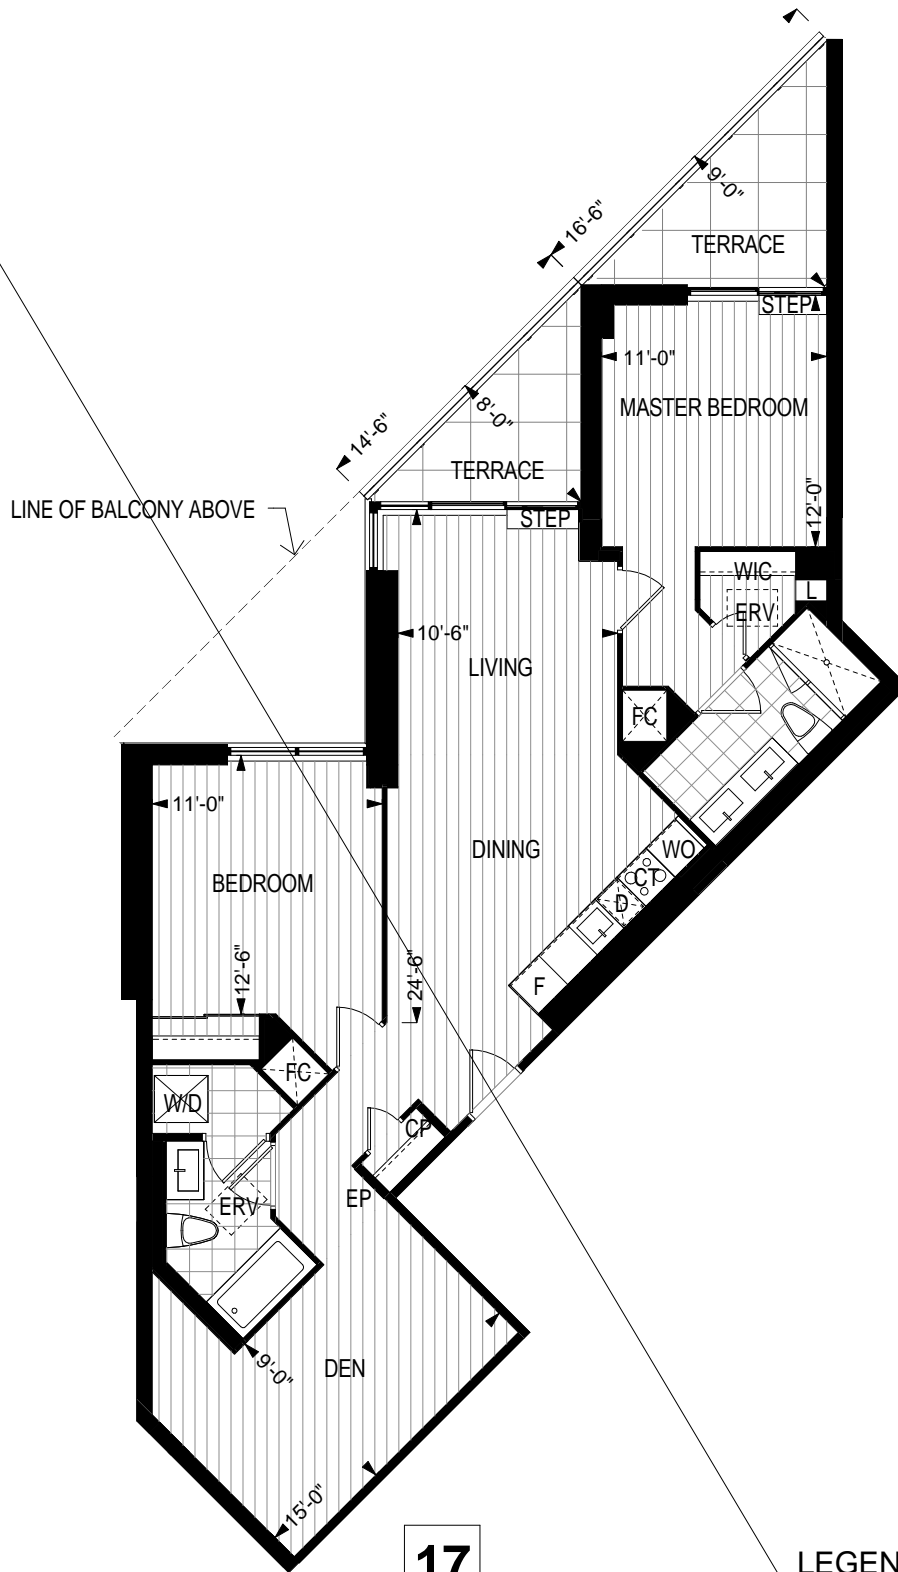 9'-0"
16'-6"
TERRACE
STEP
11'-0"
8'-0"
MASTER BEDROOM
14'-6"
TERRACE
LINE OF BALCONY ABOVE
STEP
12'-0"
WIC
L
ERV
10'-6"
LIVING
FC
11'-0"
DINING
WO
CT
BEDROOM
D
12'-6"
24'-6"
F
FC
W/D
CP
EP
ERV
9'-0"
DEN
15'-0"
17
LEGEN